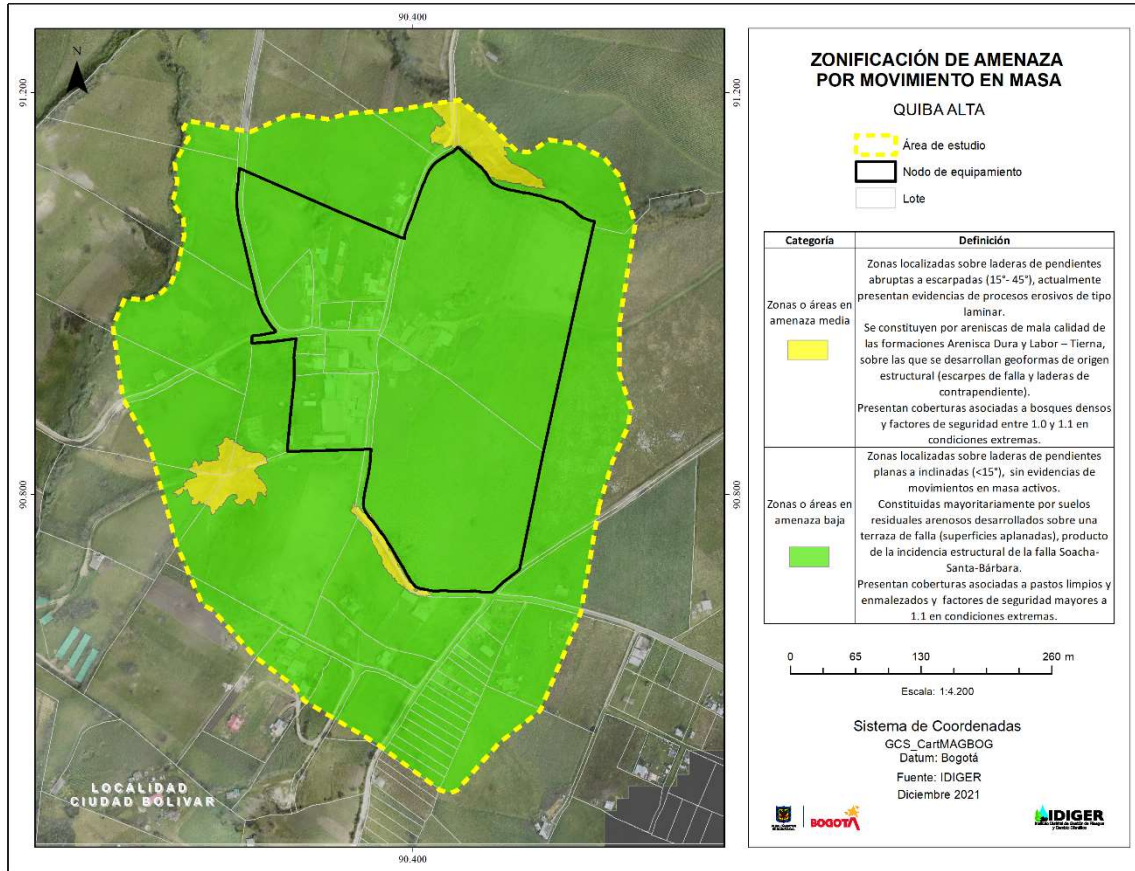 90.400
91.200
90.800
N
LOCALIDAD
CIUDAD BOLIVAR
90.400
91.200
90.800
ZONIFICACIÓN DE AMENAZA
POR MOVIMIENTO EN MASA
QUIBA ALTA
Área de estudio
Nodo de equipamiento
Lote
Categoría
Definición
Zonas o áreas en
amenaza media
Zonas localizadas sobre laderas de pendientes
abruptas a escarpadas (15°- 45°), actualmente
presentan evidencias de procesos erosivos de tipo
laminar.
Se constituyen por areniscas de mala calidad de
las formaciones Arenisca Dura y Labor – Tierna,
sobre las que se desarrollan geoformas de origen
estructural (escarpes de falla y laderas de
contrapendiente).
Presentan coberturas asociadas a bosques densos
y factores de seguridad entre 1.0 y 1.1 en
condiciones extremas.
Zonas o áreas en
amenaza baja
Zonas localizadas sobre laderas de pendientes
planas a inclinadas (<15°), sin evidencias de
movimientos en masa activos.
Constituidas mayoritariamente por suelos
residuales arenosos desarrollados sobre una
terraza de falla (superficies aplanadas), producto
de la incidencia estructural de la falla Soacha-
Santa-Bárbara.
Presentan coberturas asociadas a pastos limpios y
enmalezados y factores de seguridad mayores a
1.1 en condiciones extremas.
0 65 130 260 m
Escala: 1:4.200
Sistema de Coordenadas
GCS_CartMAGBOG
Datum: Bogotá
Fuente: IDIGER
Diciembre 2021
BOGOTÁ
IDIGER